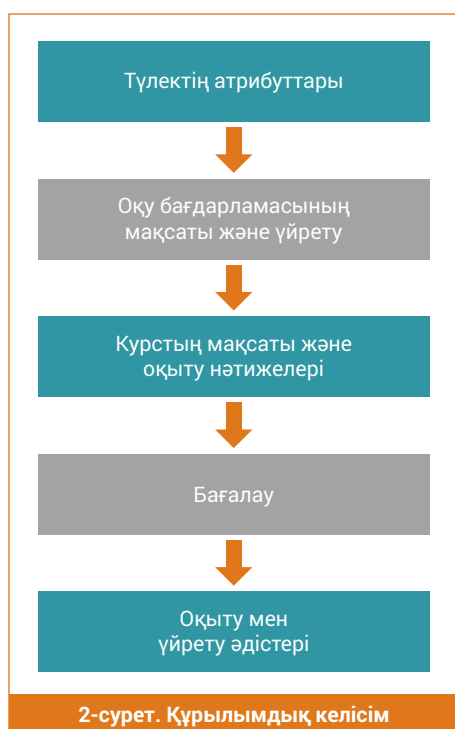 Түлектің атрибуттары
Оқу бағдарламасының
мақсаты және үйрету
Курстың мақсаты және
оқыту нәтижелері
Бағалау
Оқыту мен
үйрету әдістері
2-сурет. Құрылымдық келісім